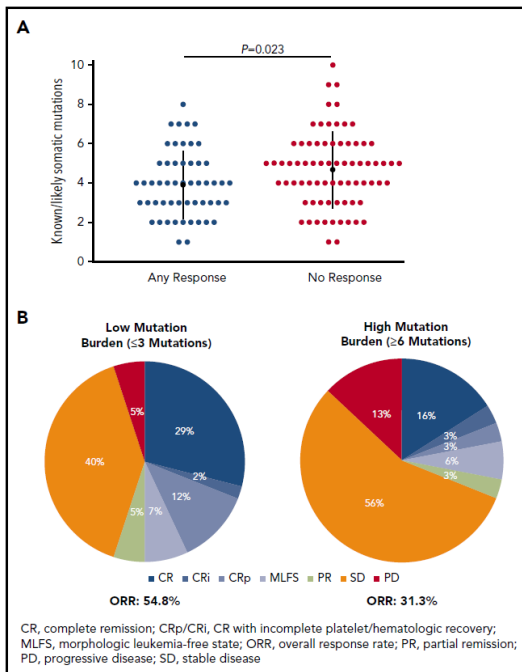 A
P=0.023
Known/likely somatic mutations
10
8
6
4
2
0
Any Response
No Response
B
Low Mutation
Burden (≤3 Mutations)
High Mutation
Burden (≥6 Mutations)
5%
29%
2%
12%
7%
5%
40%
13%
16%
3%
3%
6%
3%
56%
CR CRi CRp MLFS PR SD PD
ORR: 54.8%
ORR: 31.3%
CR, complete remission; CRp/CRi, CR with incomplete platelet/hematologic recovery;
MLFS, morphologic leukemia-free state; ORR, overall response rate; PR, partial remission;
PD, progressive disease; SD, stable disease